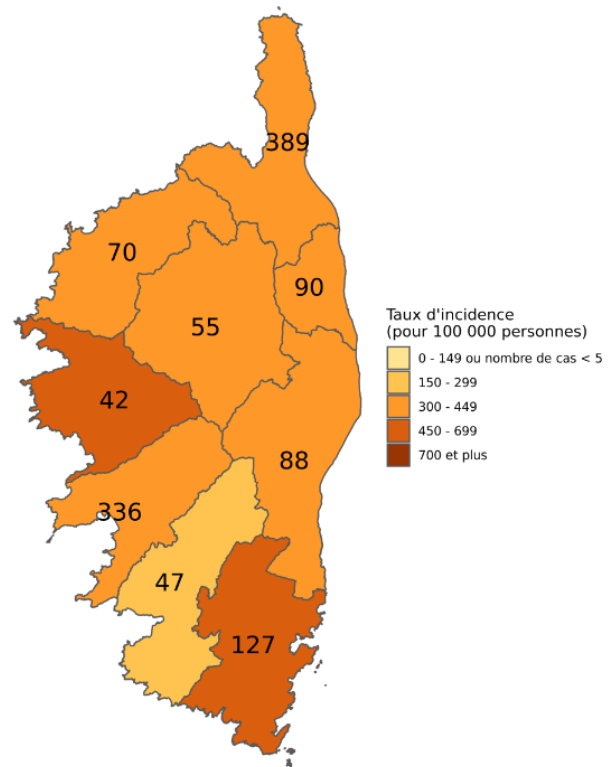 389
70
90
55
Taux d'incidence
(pour 100 000 personnes)
0 - 149 ou nombre de cas < 5
150 - 299
300 - 449
450 - 699
700 et plus
42
88
336
47
127